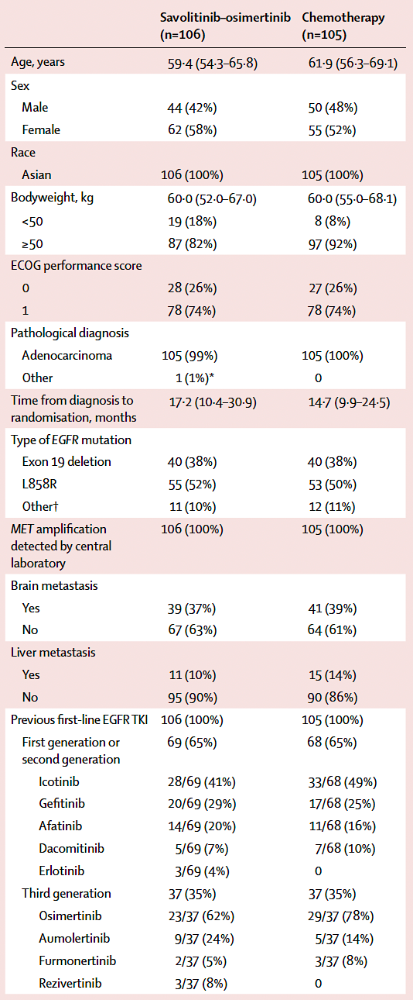 Savolitinib–osimertinib Chemotherapy
(n=106) (n=105)
Age, years 59·4 (54·3–65·8) 61·9 (56·3–69·1)
Sex
Male 44 (42%) 50 (48%)
Female 62 (58%) 55 (52%)
Race
Asian 106 (100%) 105 (100%)
Bodyweight, kg 60·0 (52·0–67·0) 60·0 (55·0–68·1)
<50 19 (18%) 8 (8%)
≥50 87 (82%) 97 (92%)
ECOG performance score
0 28 (26%) 27 (26%)
1 78 (74%) 78 (74%)
Pathological diagnosis
Adenocarcinoma 105 (99%) 105 (100%)
Other 1 (1%)* 0
Time from diagnosis to 17·2 (10·4–30·9) 14·7 (9·9–24·5)
randomisation, months
Type of EGFR mutation
Exon 19 deletion 40 (38%) 40 (38%)
L858R 55 (52%) 53 (50%)
Other† 11 (10%) 12 (11%)
MET amplification 106 (100%) 105 (100%)
detected by central
laboratory
Brain metastasis
Yes 39 (37%) 41 (39%)
No 67 (63%) 64 (61%)
Liver metastasis
Yes 11 (10%) 15 (14%)
No 95 (90%) 90 (86%)
Previous first-line EGFR TKI 106 (100%) 105 (100%)
First generation or 69 (65%) 68 (65%)
second generation
Icotinib 28/69 (41%) 33/68 (49%)
Gefitinib 20/69 (29%) 17/68 (25%)
Afatinib 14/69 (20%) 11/68 (16%)
Dacomitinib 5/69 (7%) 7/68 (10%)
Erlotinib 3/69 (4%) 0
Third generation 37 (35%) 37 (35%)
Osimertinib 23/37 (62%) 29/37 (78%)
Aumolertinib 9/37 (24%) 5/37 (14%)
Furmonertinib 2/37 (5%) 3/37 (8%)
Rezivertinib 3/37 (8%) 0